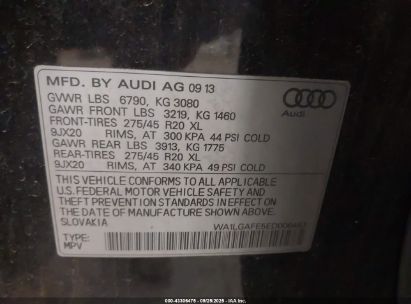 MFD. BY AUDI AG 09 13
GVWR LBS 6790, KG 3080
GAWR FRONT LBS 3219, KG 1460
FRONT-TIRES 275/45 R20 XL
9JX20 RIMS, AT 300 KPA 44 PSI COLD
GAWR REAR LBS 3913, KG 1775
REAR-TIRES 275/45 R20 XL
9JX20 RIMS, AT 340 KPA 49 PSI COLD
Audi
THIS VEHICLE CONFORMS TO ALL APPLICABLE
U.S. FEDERAL MOTOR VEHICLE SAFETY AND
THEFT PREVENTION STANDARDS IN EFFECT ON
THE DATE OF MANUFACTURE SHOWN ABOVE.
SLOVAKIA
TYPE:
MPV